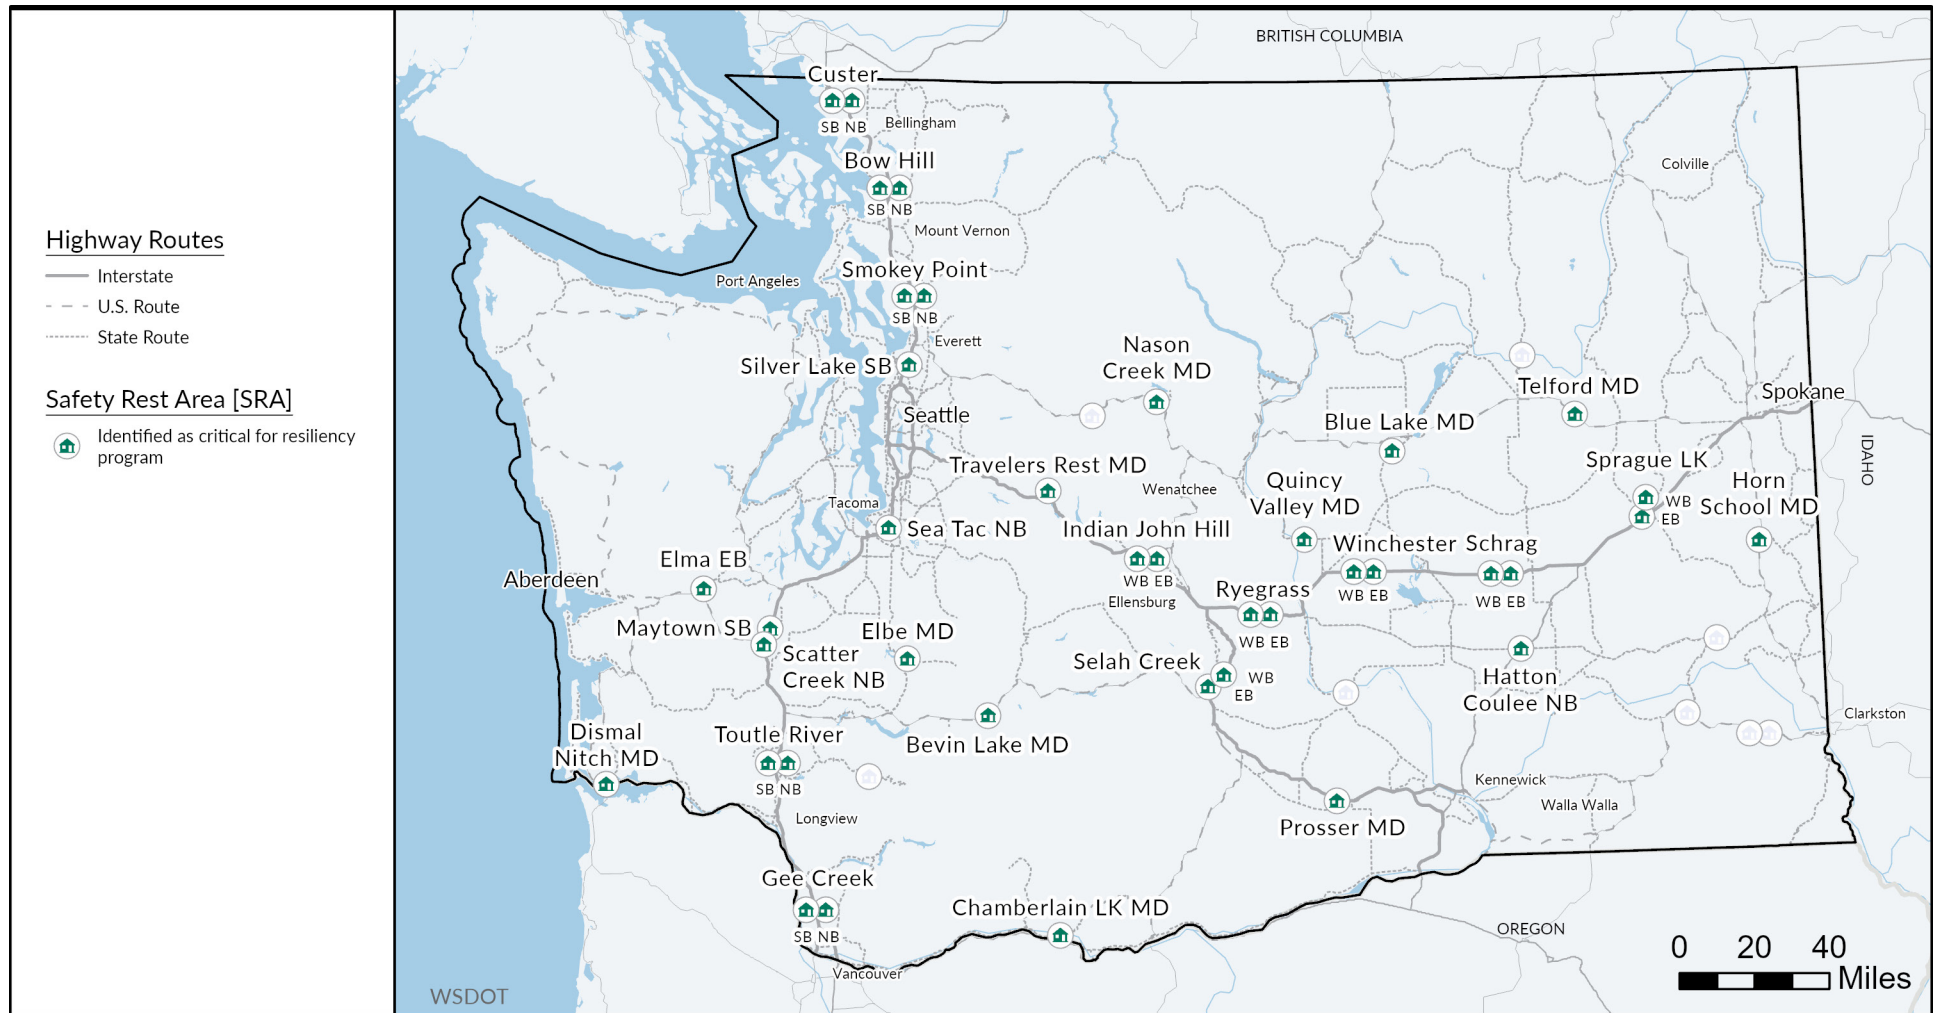 Highway Routes
Interstate
U.S. Route
State Route
Safety Rest Area [SRA]
Identified as critical for resiliency
program
BRITISH COLUMBIA
Custer
SB NB
Bellingham
Bow Hill
SB NB
Colville
Mount Vernon
Smokey Point
Port Angeles
SB NB
Everett
Silver Lake SB
Nason
Creek MD
Telford MD
Spokane
Seattle
Blue Lake MD
IDAHO
Travelers Rest MD
Sprague LK
WB
EB
Horn
School MD
Quincy
Valley MD
Wenatchee
Tacoma
Sea Tac NB
Indian John Hill
WB EB
Winchester
WB EB
Schrag
WB EB
Elma EB
Aberdeen
Ellensburg
Ryegrass
WB EB
Maytown SB
Elbe MD
Scatter
Creek NB
Selah Creek
WB
EB
Hatton
Coulee NB
Clarkston
Dismal
Nitch MD
Toutle River
SB NB
Bevin Lake MD
Kennewick
Walla Walla
Longview
Prosser MD
Gee Creek
SB NB
Chamberlain LK MD
OREGON
Vancouver
0 20 40
Miles
WSDOT